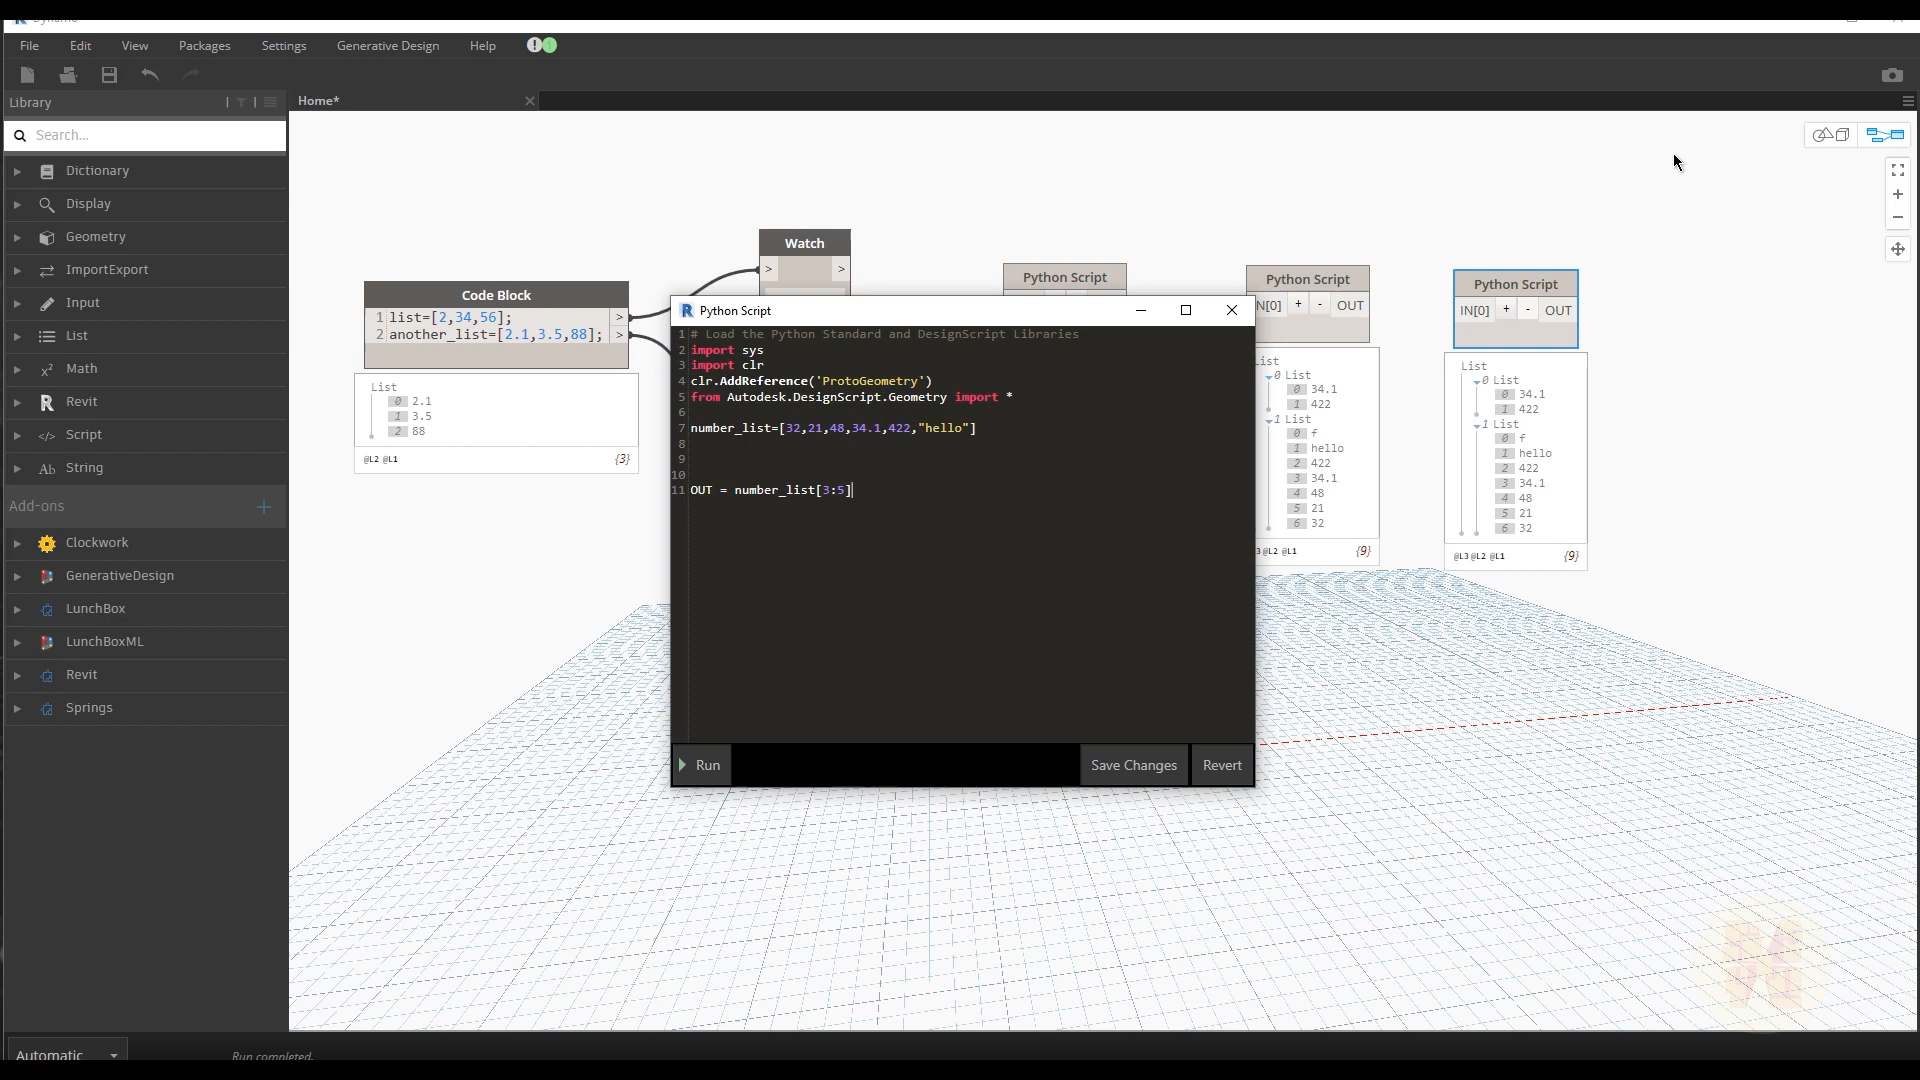 File Edit View Packages Settings Generative Design Help
Library
Home*
Search...
Dictionary
Display
Geometry
ImportExport
Input
List
Math
Revit
Script
String
Add-ons
Clockwork
GenerativeDesign
LunchBox
LunchBoxML
Revit
Springs
Code Block
1 list=[2,34,56]; >
2 another_list=[2.1,3.5,88]; >
List
0 2.1
1 3.5
2 88
@L2 @L1 {3}
Watch
> >
Python Script
Python Script
1 # Load the Python Standard and DesignScript Libraries
2 import sys
3 import clr
4 clr.AddReference('ProtoGeometry')
5 from Autodesk.DesignScript.Geometry import *
6
7 number_list=[32,21,48,34.1,422,"hello"]
8
9
10
11 OUT = number_list[3:5]
Run Save Changes Revert
Python Script
IN[0] + - OUT
List
0 List
0 34.1
1 422
1 List
0 f
1 hello
2 422
3 34.1
4 48
5 21
6 32
@L2 @L1 {9}
Python Script
IN[0] + - OUT
List
0 List
0 34.1
1 422
1 List
0 f
1 hello
2 422
3 34.1
4 48
5 21
6 32
@L3 @L2 @L1 {9}
Automatic
Run completed.